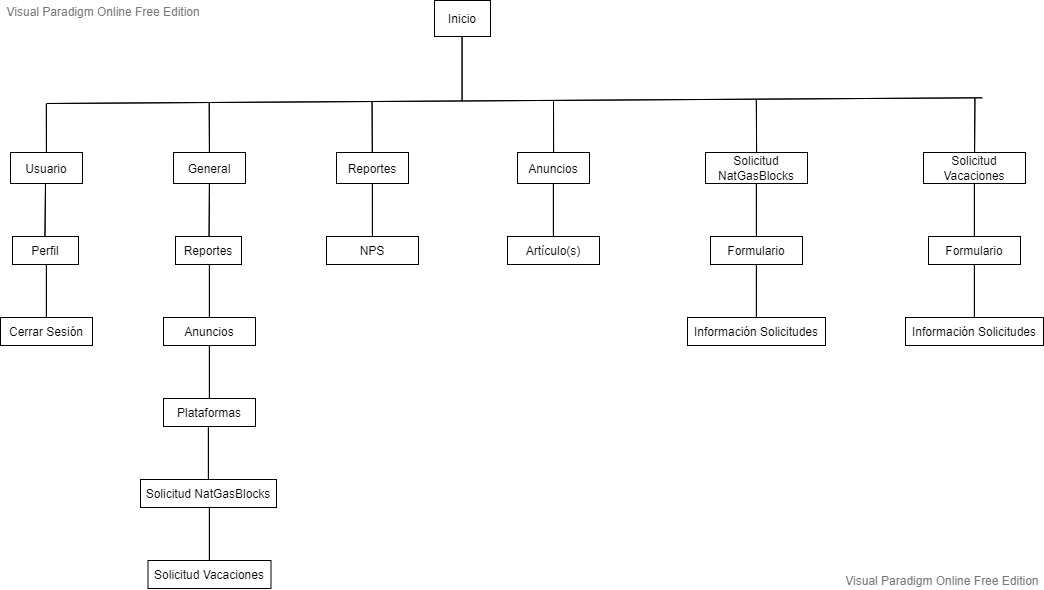 Visual Paradigm Online Free Edition
Inicio
Usuario
General
Reportes
Anuncios
Solicitud
NatGasBlocks
Solicitud
Vacaciones
Perfil
Reportes
NPS
Artículo(s)
Formulario
Formulario
Cerrar Sesión
Anuncios
Información Solicitudes
Información Solicitudes
Plataformas
Solicitud NatGasBlocks
Solicitud Vacaciones
Visual Paradigm Online Free Edition